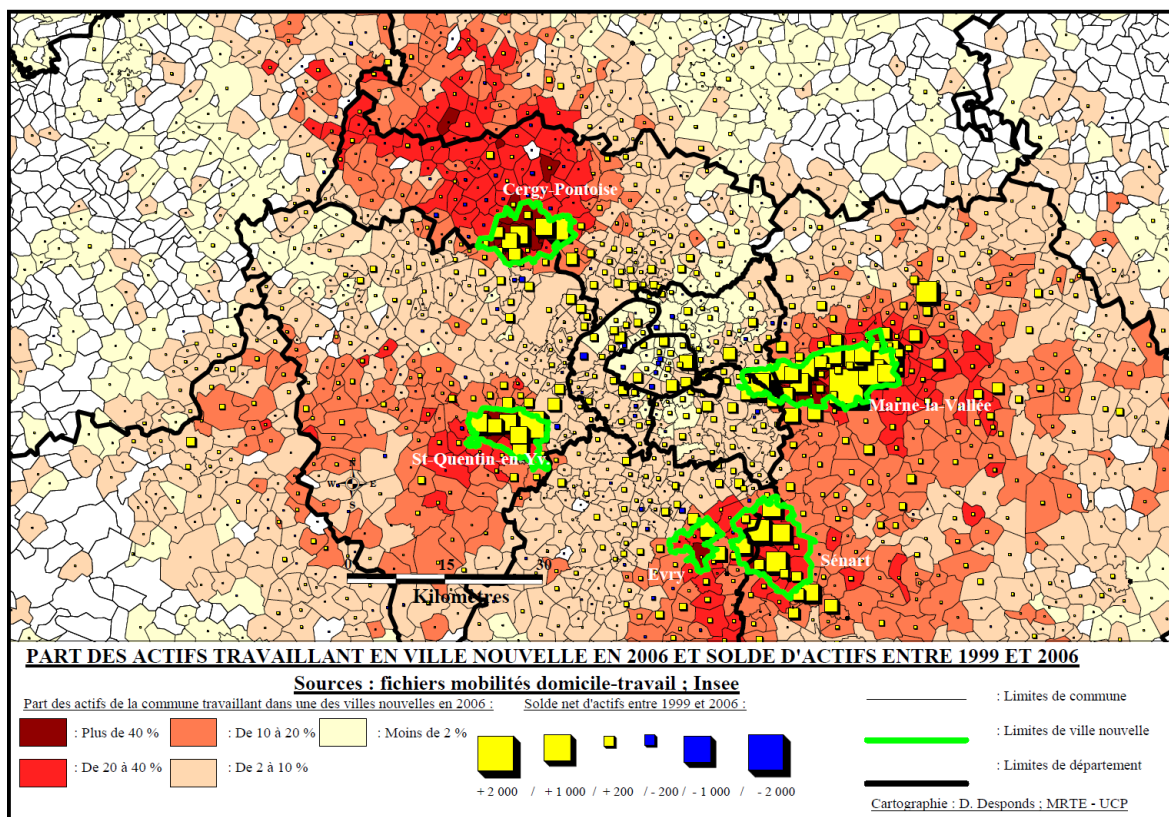 Cergy-Pontoise
Marne-la-Vallée
St-Quentin-en-Yv.
N
W E
S
Evry
Sénart
0 15 30
Kilomètres
PART DES ACTIFS TRAVAILLANT EN VILLE NOUVELLE EN 2006 ET SOLDE D'ACTIFS ENTRE 1999 ET 2006
Sources : fichiers mobilités domicile-travail ; Insee
Part des actifs de la commune travaillant dans une des villes nouvelles en 2006 :
: Plus de 40 %
: De 10 à 20 %
: Moins de 2 %
: De 20 à 40 %
: De 2 à 10 %
Solde net d'actifs entre 1999 et 2006 :
+ 2 000 / + 1 000 / + 200 / - 200 / - 1 000 / - 2 000
: Limites de commune
: Limites de ville nouvelle
: Limites de département
Cartographie : D. Desponds ; MRTE - UCP